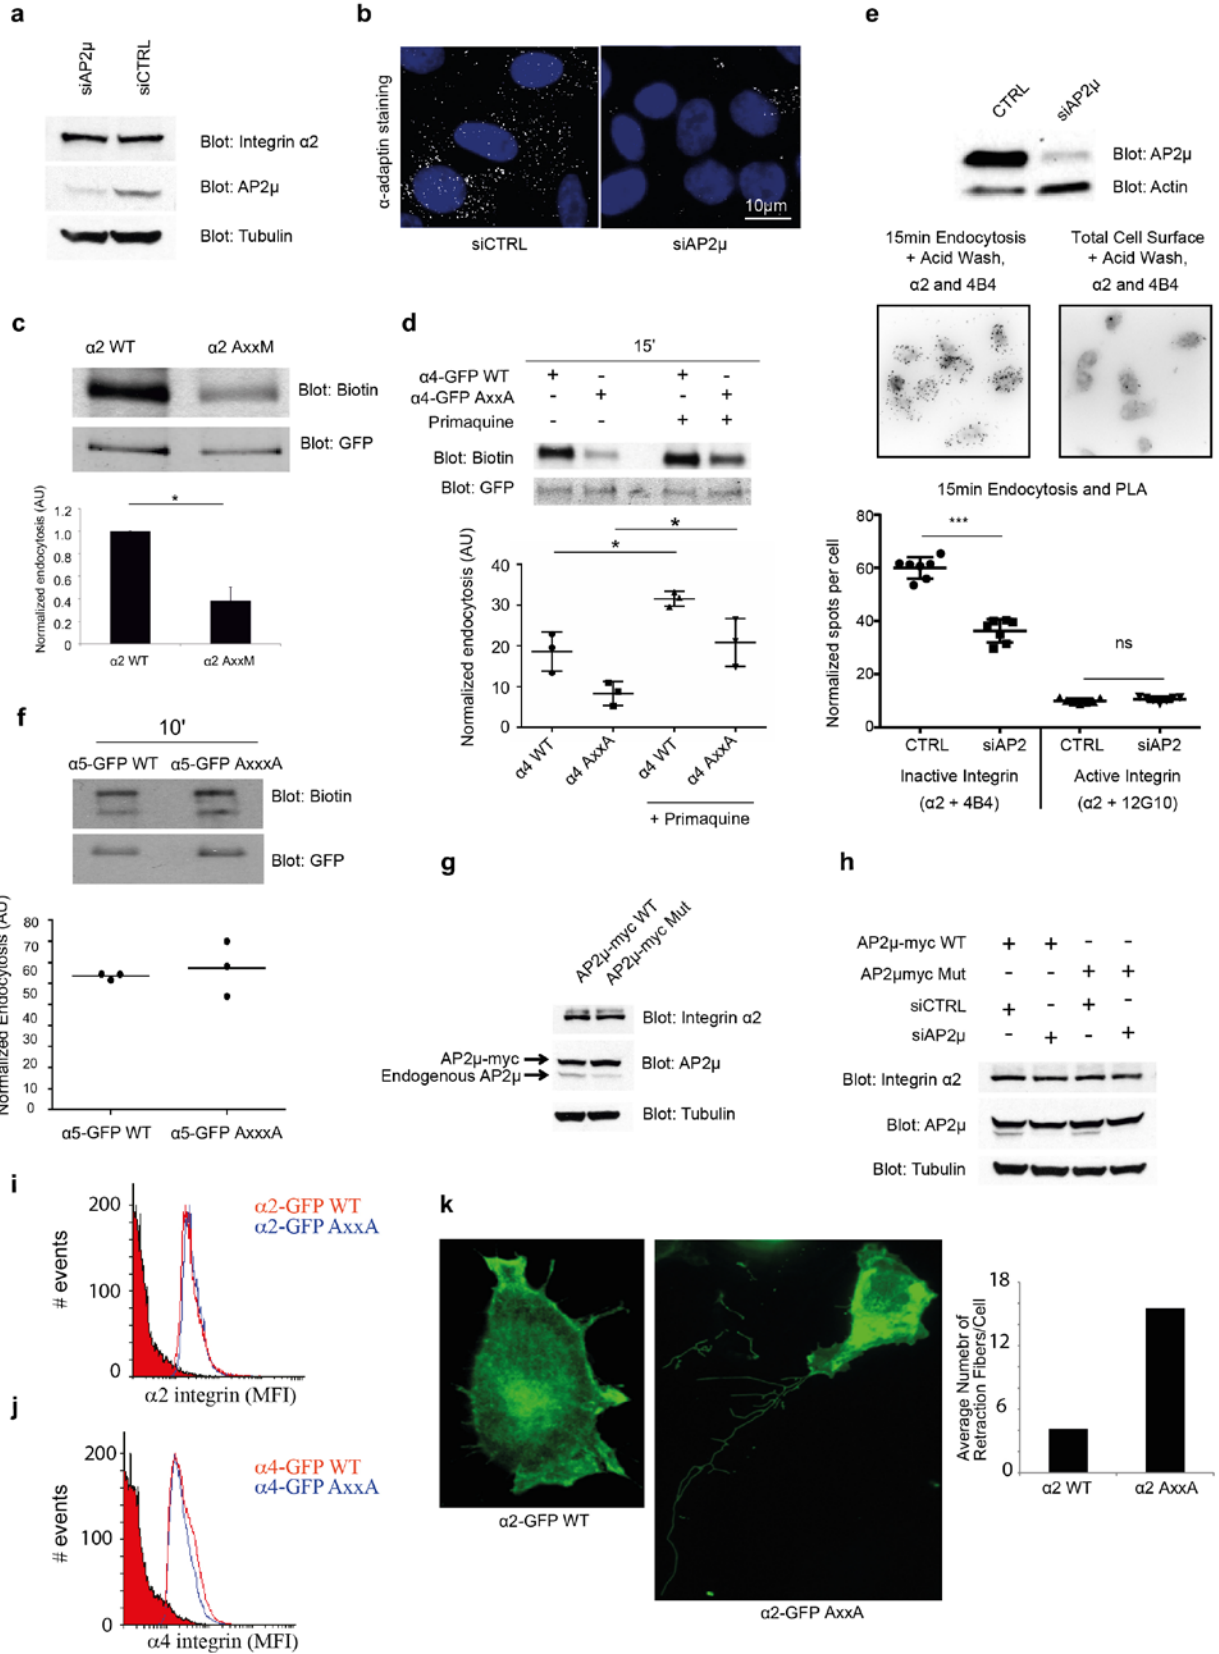 a
siAP2μ
siCTRL
Blot: Integrin α2
Blot: AP2μ
Blot: Tubulin
b
α-adaptin staining
10μm
siCTRL
siAP2μ
e
CTRL
siAP2μ
Blot: AP2μ
Blot: Actin
15min Endocytosis
+ Acid Wash,
α2 and 4B4
Total Cell Surface
+ Acid Wash,
α2 and 4B4
15min Endocytosis and PLA
Normalized spots per cell
80
60
40
20
0
***
ns
CTRL
siAP2
CTRL
siAP2
Inactive Integrin
(α2 + 4B4)
Active Integrin
(α2 + 12G10)
c
α2 WT
α2 AxxM
Blot: Biotin
Blot: GFP
Normalized endocytosis (AU)
1.2
1.0
0.8
0.6
0.4
0.2
0
*
α2 WT
α2 AxxM
d
15'
α4-GFP WT + - + -
α4-GFP AxxA - + - +
Primaquine - - + +
Blot: Biotin
Blot: GFP
Normalized endocytosis (AU)
40
30
20
10
0
*
*
α4 WT
α4 AxxA
α4 WT
α4 AxxA
+ Primaquine
f
10'
α5-GFP WT α5-GFP AxxxA
Blot: Biotin
Blot: GFP
Normalized Endocytosis (AU)
80
70
60
50
40
30
20
10
0
α5-GFP WT
α5-GFP AxxxA
g
AP2μ-myc WT
AP2μ-myc Mut
Blot: Integrin α2
AP2μ-myc
Endogenous AP2μ
Blot: AP2μ
Blot: Tubulin
h
AP2μ-myc WT + + - -
AP2μmyc Mut - - + +
siCTRL + - + -
siAP2μ - + - +
Blot: Integrin α2
Blot: AP2μ
Blot: Tubulin
i
# events
200
100
0
α2-GFP WT
α2-GFP AxxA
α2 integrin (MFI)
j
# events
200
100
0
α4-GFP WT
α4-GFP AxxA
α4 integrin (MFI)
k
α2-GFP WT
α2-GFP AxxA
Average Numebr of
Retraction Fibers/Cell
18
12
6
0
α2 WT
α2 AxxA